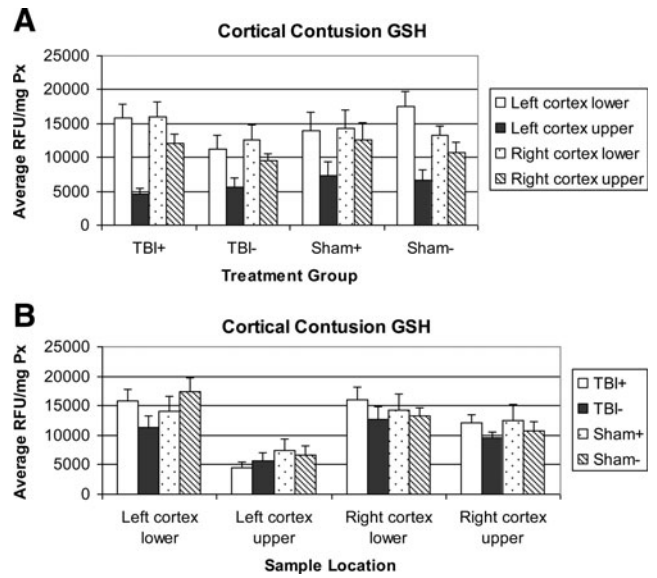 A
Cortical Contusion GSH
Average RFU/mg Px
25000
20000
15000
10000
5000
0
TBI+
TBI-
Sham+
Sham-
Treatment Group
Left cortex lower
Left cortex upper
Right cortex lower
Right cortex upper
B
Cortical Contusion GSH
Average RFU/mg Px
25000
20000
15000
10000
5000
0
Left cortex
lower
Left cortex
upper
Right cortex
lower
Right cortex
upper
Sample Location
TBI+
TBI-
Sham+
Sham-